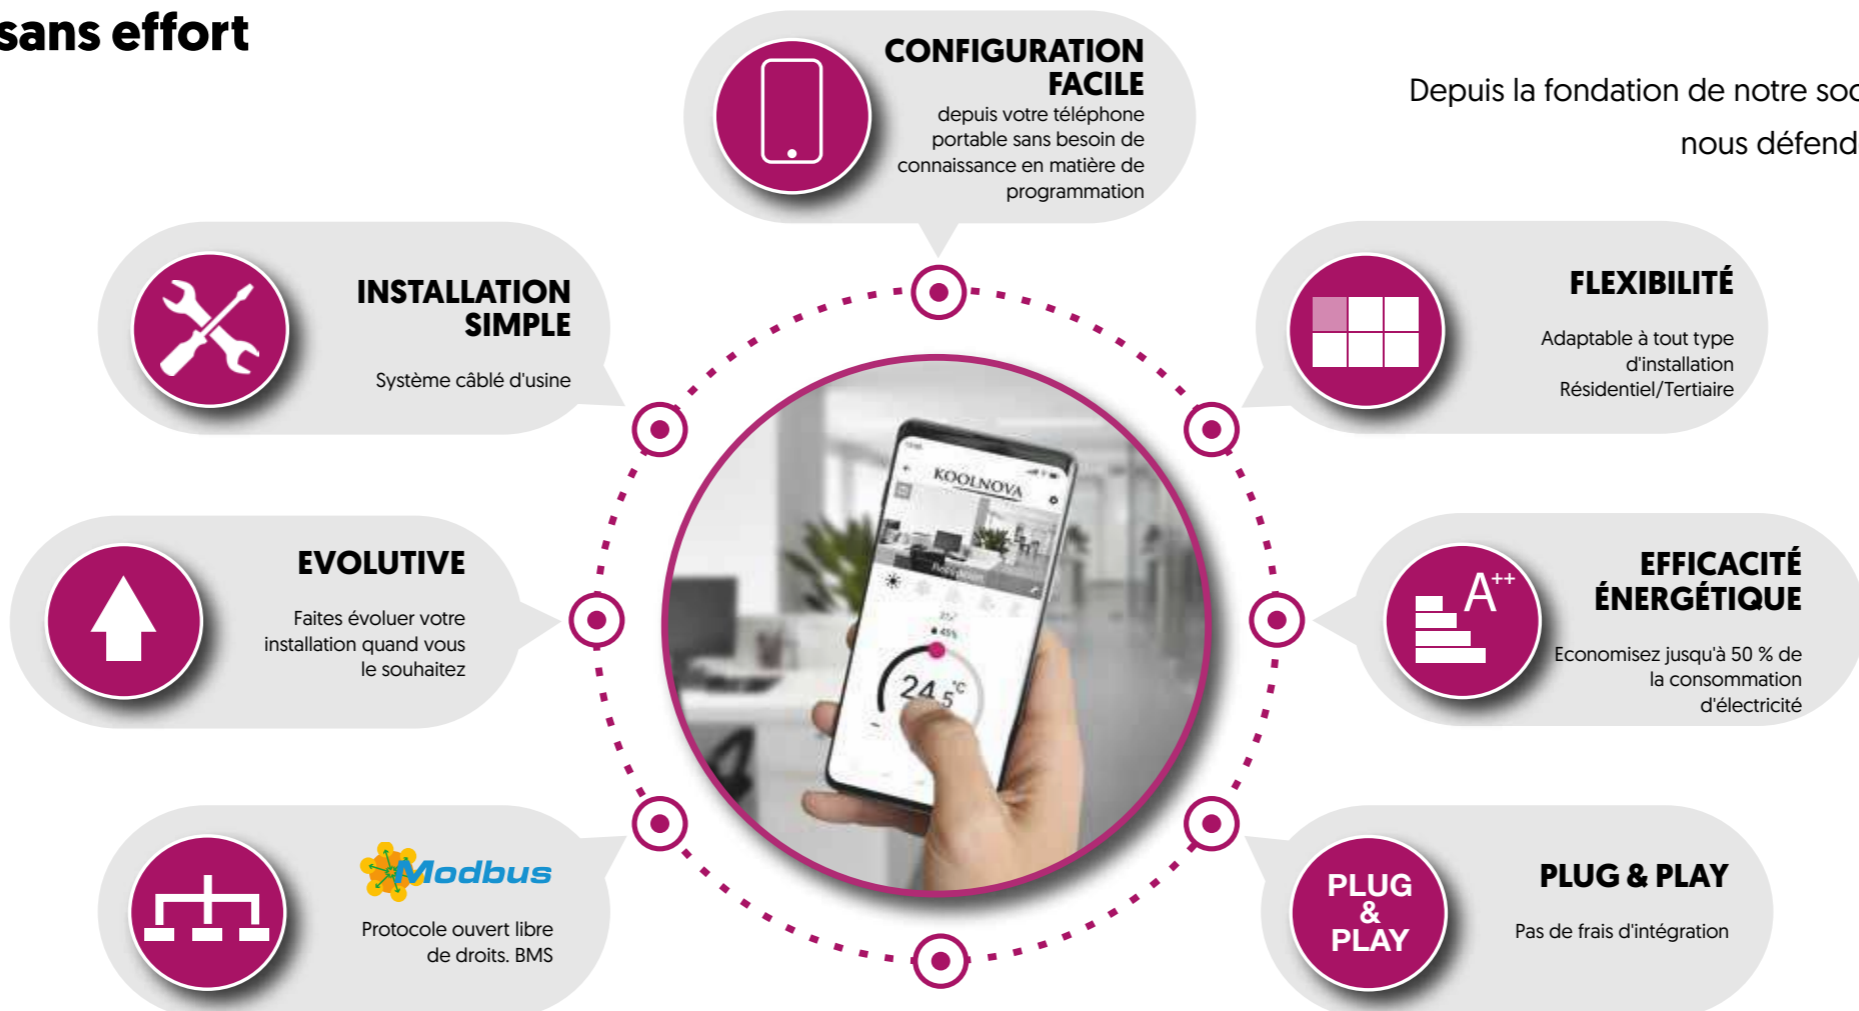 sans effort
CONFIGURATION
FACILE
depuis votre téléphone
portable sans besoin de
connaissance en matière de
programmation
Depuis la fondation de notre
nous
INSTALLATION
SIMPLE
Système câblé d'usine
FLEXIBILITÉ
Adaptable à tout type
d'installation
Résidentiel/Tertiaire
EVOLUTIVE
Faites évoluer votre
installation quand vous
le souhaitez
KOOLNOVA
45%
24.5°C
A++
EFFICACITÉ
ÉNERGÉTIQUE
Economisez jusqu'à 50 % de
la consommation
d'électricité
Modbus
Protocole ouvert libre
de droits. BMS
PLUG
&
PLAY
PLUG & PLAY
Pas de frais d'intégration